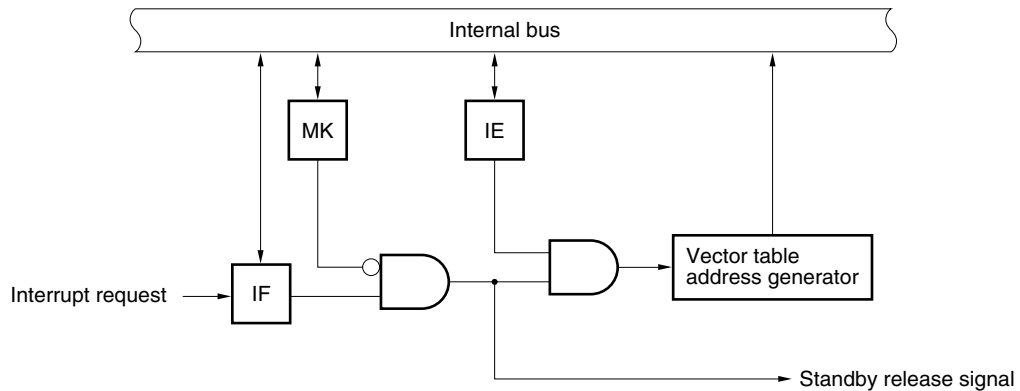 Internal bus
MK
IE
Interrupt request
IF
Vector table
address generator
Standby release signal